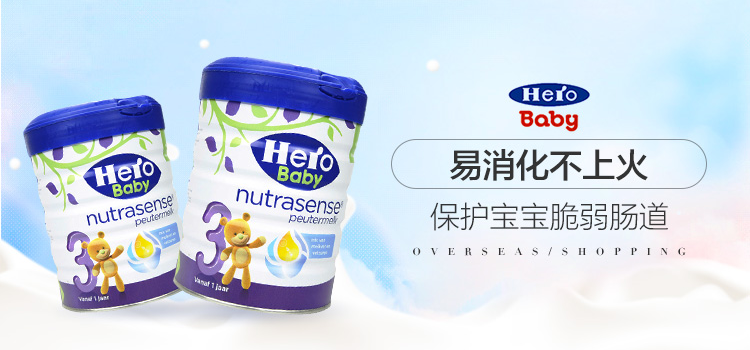 Hero
Baby
nutrasense
peutermelk
3
Vanaf 1 jaar
Hero
Baby
nutrasense
peutermelk
3
Vanaf 1 jaar
Hero
Baby
易消化不上火
保护宝宝脆弱肠道
OVERSEAS/SHOPPING